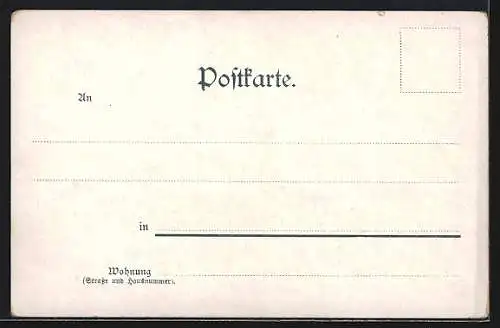 Postkarte.
An
in
Wohnung
(Straße und Hausnummer).